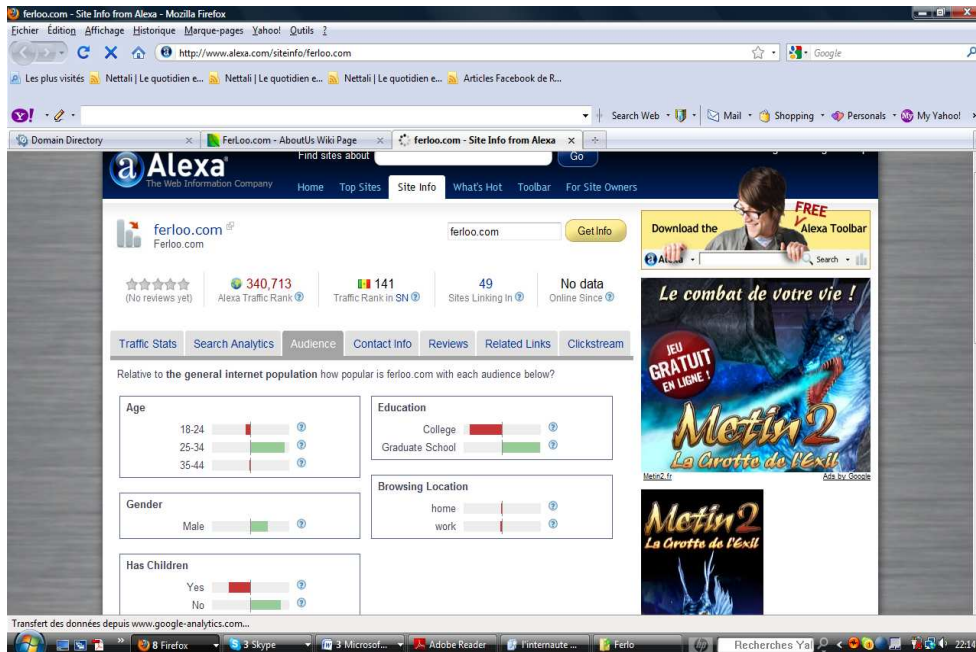 ferloo.com - Site Info from Alexa - Mozilla Firefox
Fichier Édition Affichage Historique Marque-pages Yahoo! Outils ?
http://www.alexa.com/siteinfo/ferloo.com
Google
Les plus visités Nettali | Le quotidien e... Nettali | Le quotidien e... Nettali | Le quotidien e... Articles Facebook de R...
Search Web Mail Shopping Personals My Yahoo!
Domain Directory FerLoo.com - AboutUs Wiki Page ferloo.com - Site Info from Alexa
Alexa Find sites about Go
The Web Information Company
Home Top Sites Site Info What's Hot Toolbar For Site Owners
ferloo.com ferloo.com Get Info
Ferloo.com
(No reviews yet)
340,713
Alexa Traffic Rank
141
Traffic Rank in SN
49
Sites Linking In
No data
Online Since
Traffic Stats Search Analytics Audience Contact Info Reviews Related Links Clickstream
Relative to the general internet population how popular is ferloo.com with each audience below?
Age
18-24
25-34
35-44
Education
College
Graduate School
Gender
Male
Browsing Location
home
work
Has Children
Yes
No
FREE
Download the Alexa Toolbar
Search
Le combat de votre vie !
JEU
GRATUIT
EN LIGNE !
Metin2
La Grotte de l'Exil
Metin2.fr Ads by Google
Metin2
La Grotte de l'Exil
Transfert des données depuis www.google-analytics.com...
8 Firefox 3 Skype 3 Microsof... Adobe Reader l'internaute ... Ferlo hp Recherches Ya 22:14